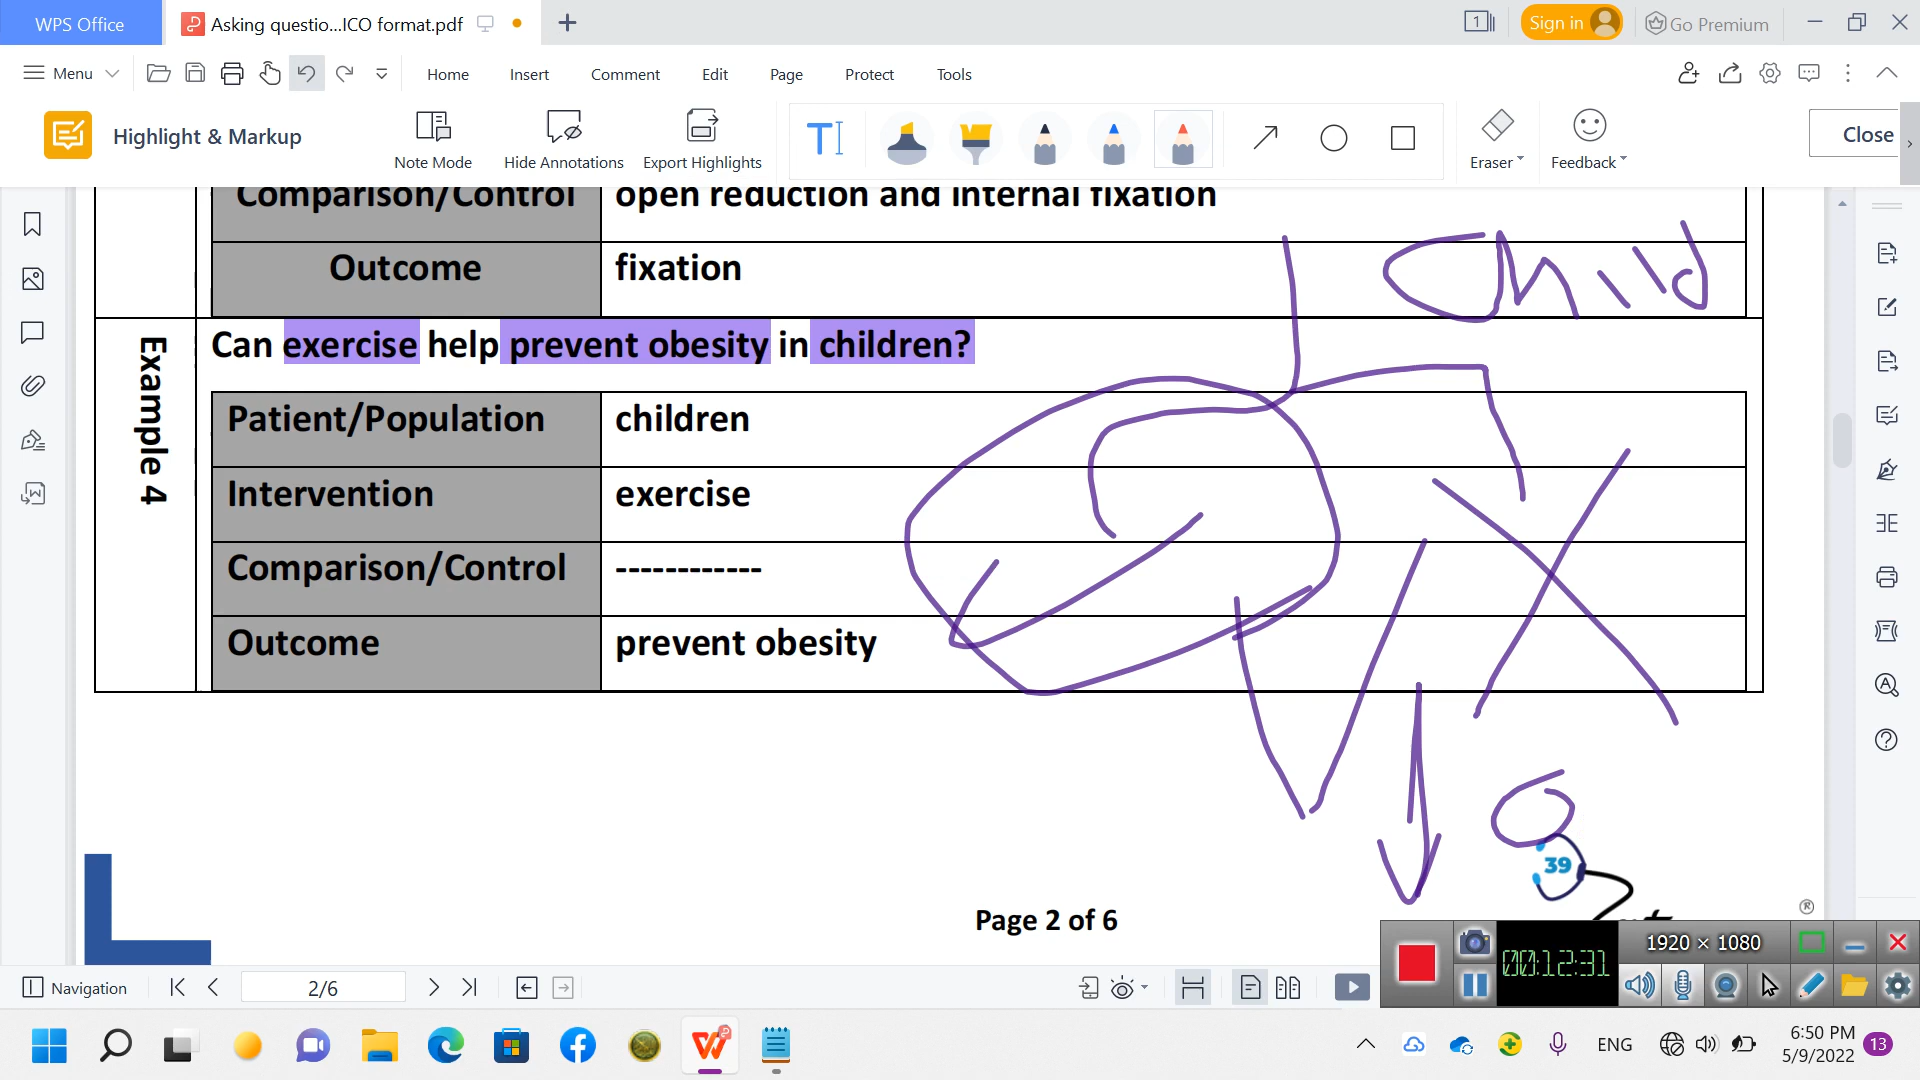 WPS Office
Asking questio...ICO format.pdf
1
Sign in
Go Premium
Menu
Home
Insert
Comment
Edit
Page
Protect
Tools
Highlight & Markup
Note Mode
Hide Annotations
Export Highlights
Eraser
Feedback
Close
Comparison/Control open reduction and internal fixation
Outcome fixation
Child
Example 4
Can exercise help prevent obesity in children?
Patient/Population children
Intervention exercise
Comparison/Control ------------
Outcome prevent obesity
39
Page 2 of 6
®
1920 × 1080
00:12:31
Navigation
2/6
ENG
6:50 PM
5/9/2022
13